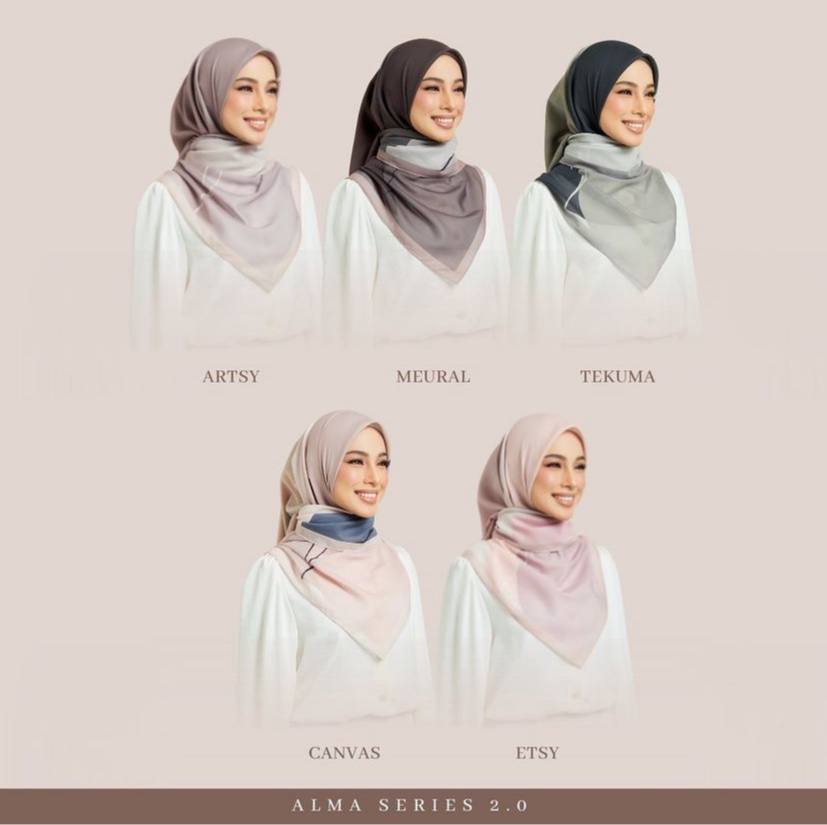 ARTSY
MEURAL
TEKUMA
CANVAS
ETSY
ALMA SERIES 2.0